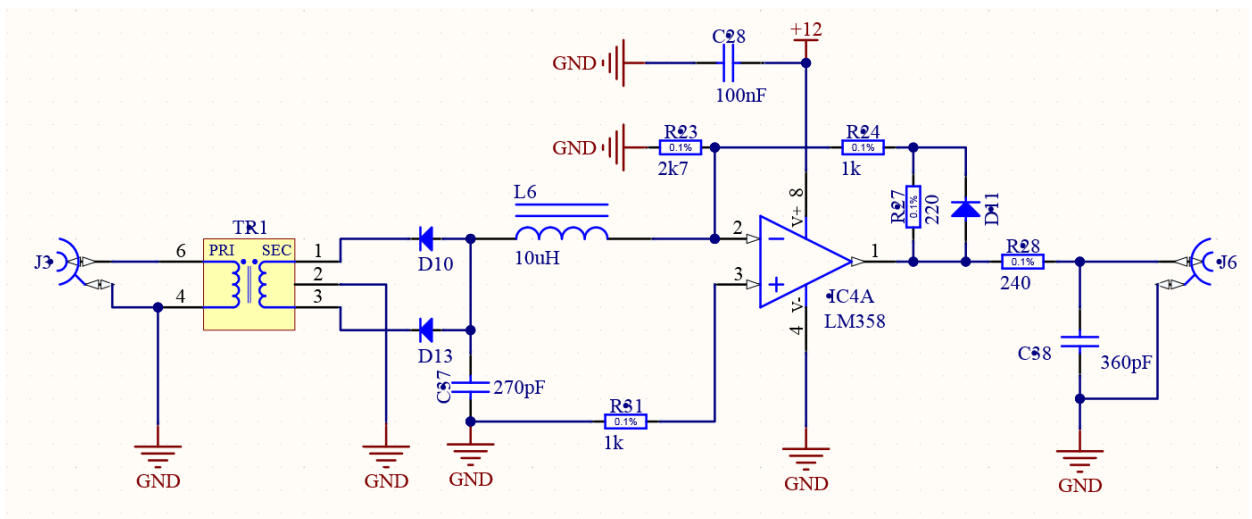 C28
+12
GND
100nF
R23
R24
GND
0.1%
0.1%
2k7
1k
L6
8
V+
R27
0.1%
220
D11
TR1
10uH
2
1
R28
0.1%
240
J3
6
PRI
SEC
1
D10
2
3
J6
4
3
IC4A
LM358
V-
4
D13
C37
270pF
C38
360pF
R31
0.1%
1k
GND
GND
GND
GND
GND